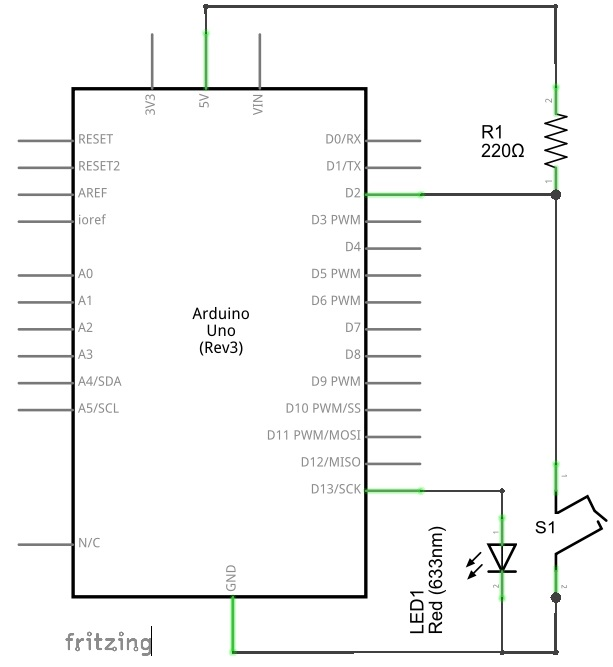 3V3
5V
VIN
RESET
RESET2
AREF
ioref
A0
A1
A2
A3
A4/SDA
A5/SCL
N/C
Arduino
Uno
(Rev3)
D0/RX
D1/TX
D2
D3 PWM
D4
D5 PWM
D6 PWM
D7
D8
D9 PWM
D10 PWM/SS
D11 PWM/MOSI
D12/MISO
D13/SCK
GND
2
R1
220Ω
1
1
S1
2
1
2
LED1
Red (633nm)
fritzing